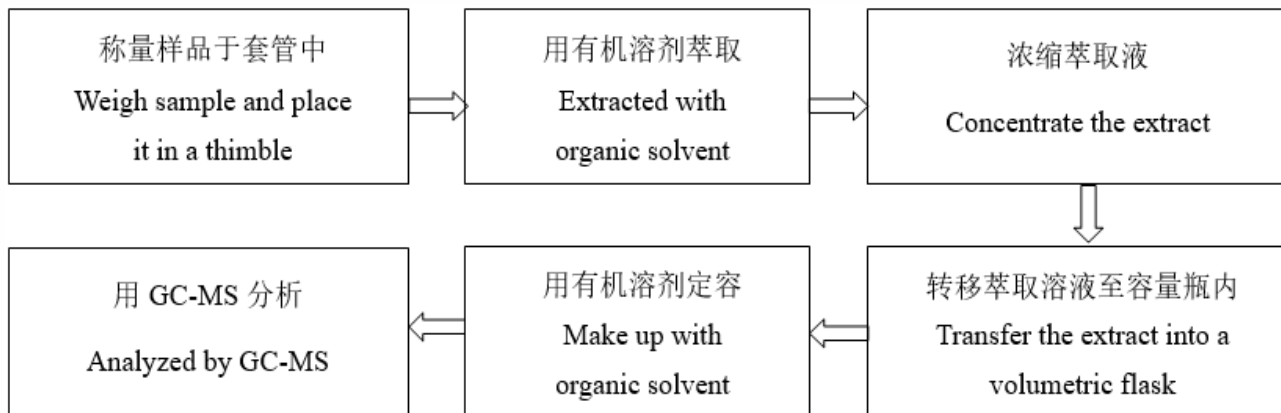 称量样品于套管中
Weigh sample and place
it in a thimble
用有机溶剂萃取
Extracted with
organic solvent
浓缩萃取液
Concentrate the extract
转移萃取溶液至容量瓶内
Transfer the extract into a
volumetric flask
用有机溶剂定容
Make up with
organic solvent
用 GC-MS 分析
Analyzed by GC-MS